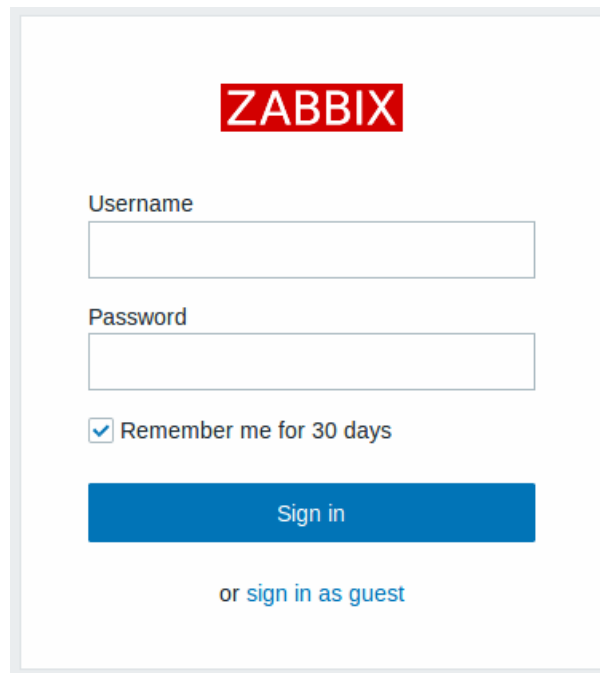 ZABBIX
Username
Password
Remember me for 30 days
Sign in
or sign in as guest